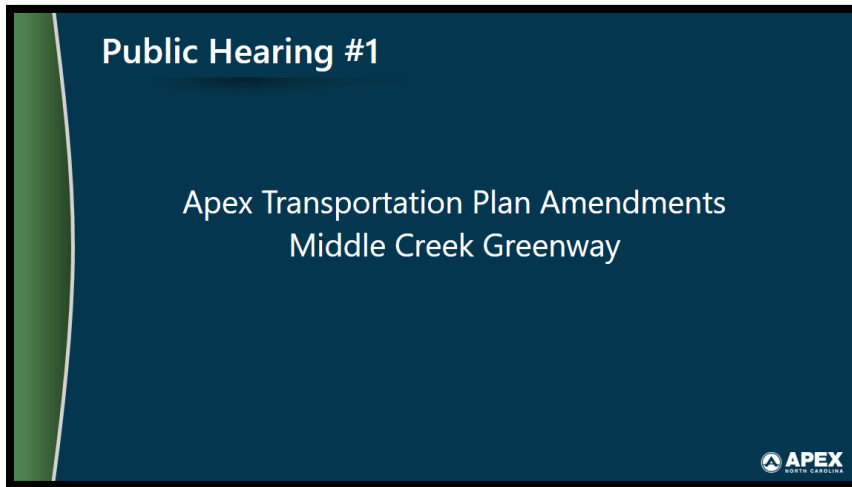 Public Hearing #1
Apex Transportation Plan Amendments
Middle Creek Greenway
APEX
NORTH CAROLINA